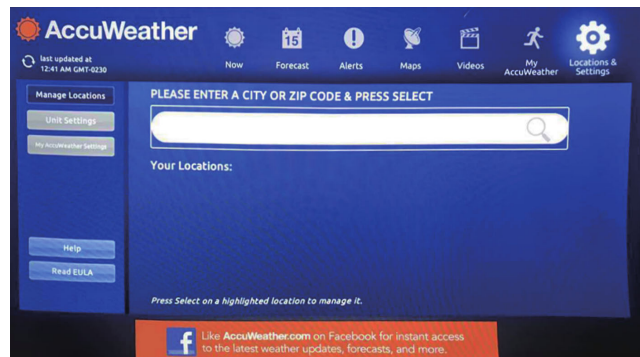 AccuWeather
last updated at
12:41 AM GMT-0230
Now
15
Forecast
Alerts
Maps
Videos
My
AccuWeather
Locations &
Settings
Manage Locations
Unit Settings
My AccuWeather Settings
Help
Read EULA
PLEASE ENTER A CITY OR ZIP CODE & PRESS SELECT
Your Locations:
Press Select on a highlighted location to manage it.
f
Like AccuWeather.com on Facebook for instant access
to the latest weather updates, forecasts, and more.